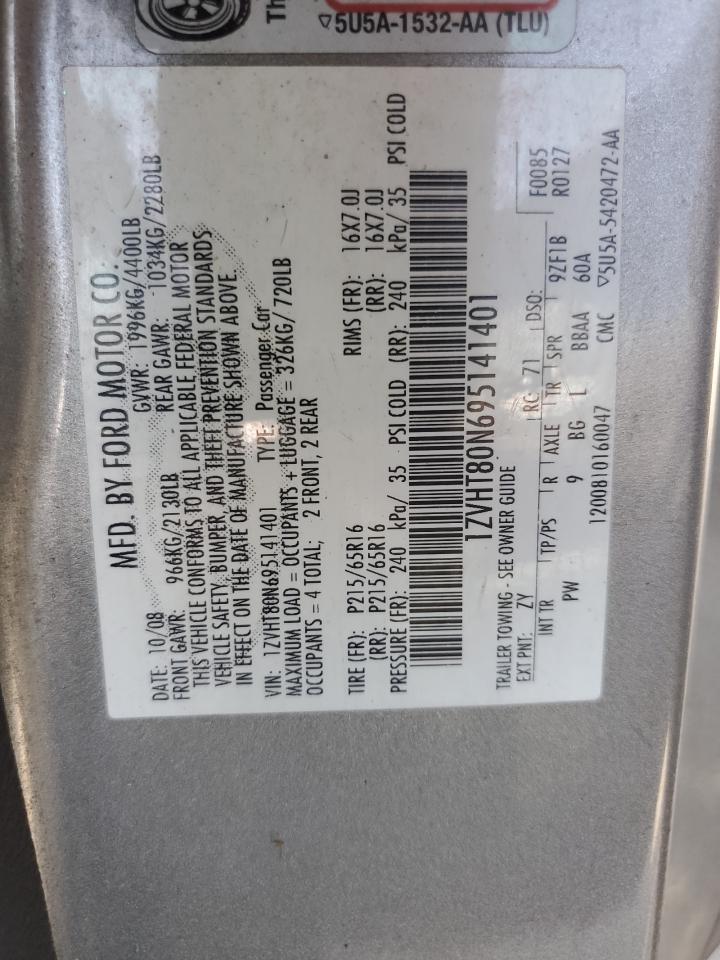 Th
▽5U5A-1532-AA (TLU)
MFD. BY FORD MOTOR CO.
DATE: 10/08 GVWR: 1996KG/4400LB
FRONT GAWR: 966KG/2130LB REAR GAWR: 1034KG/2280LB
THIS VEHICLE CONFORMS TO ALL APPLICABLE FEDERAL MOTOR
VEHICLE SAFETY, BUMPER, AND THEFT PREVENTION STANDARDS
IN EFFECT ON THE DATE OF MANUFACTURE SHOWN ABOVE.
VIN: 1ZVHT80N695141401 TYPE: Passenger Car
MAXIMUM LOAD = OCCUPANTS + LUGGAGE = 326KG/ 720LB
OCCUPANTS = 4 TOTAL; 2 FRONT, 2 REAR
TIRE (FR): P215/65R16 RIMS (FR): 16X7.0J
(RR): P215/65R16 (RR): 16X7.0J
PRESSURE (FR): 240 kPa/ 35 PSI COLD (RR): 240 kPa/ 35 PSI COLD
1ZVHT80N695141401
TRAILER TOWING - SEE OWNER GUIDE
EXT PNT: ZY RC: 71 DSO: F0085
R0127
INT TR TP/PS R AXLE TR SPR 9ZF1B
PW 9 BG L BBAA 60A
1200810160047 CMC ▽5U5A-5420472-AA